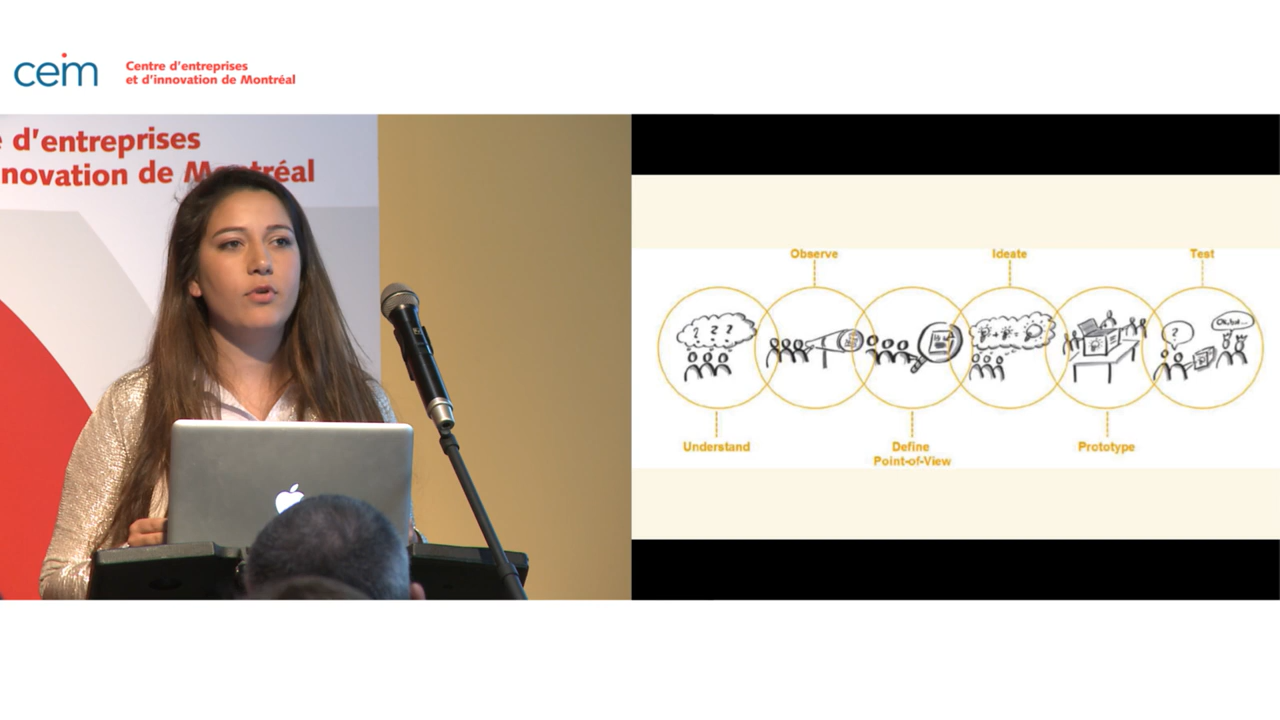 ceim
Centre d'entreprises
et d'innovation de Montréal
d'entreprises
novation de Montréal
Observe
Ideate
Test
? ? ?
?
Understand
Define
Point-of-View
Prototype